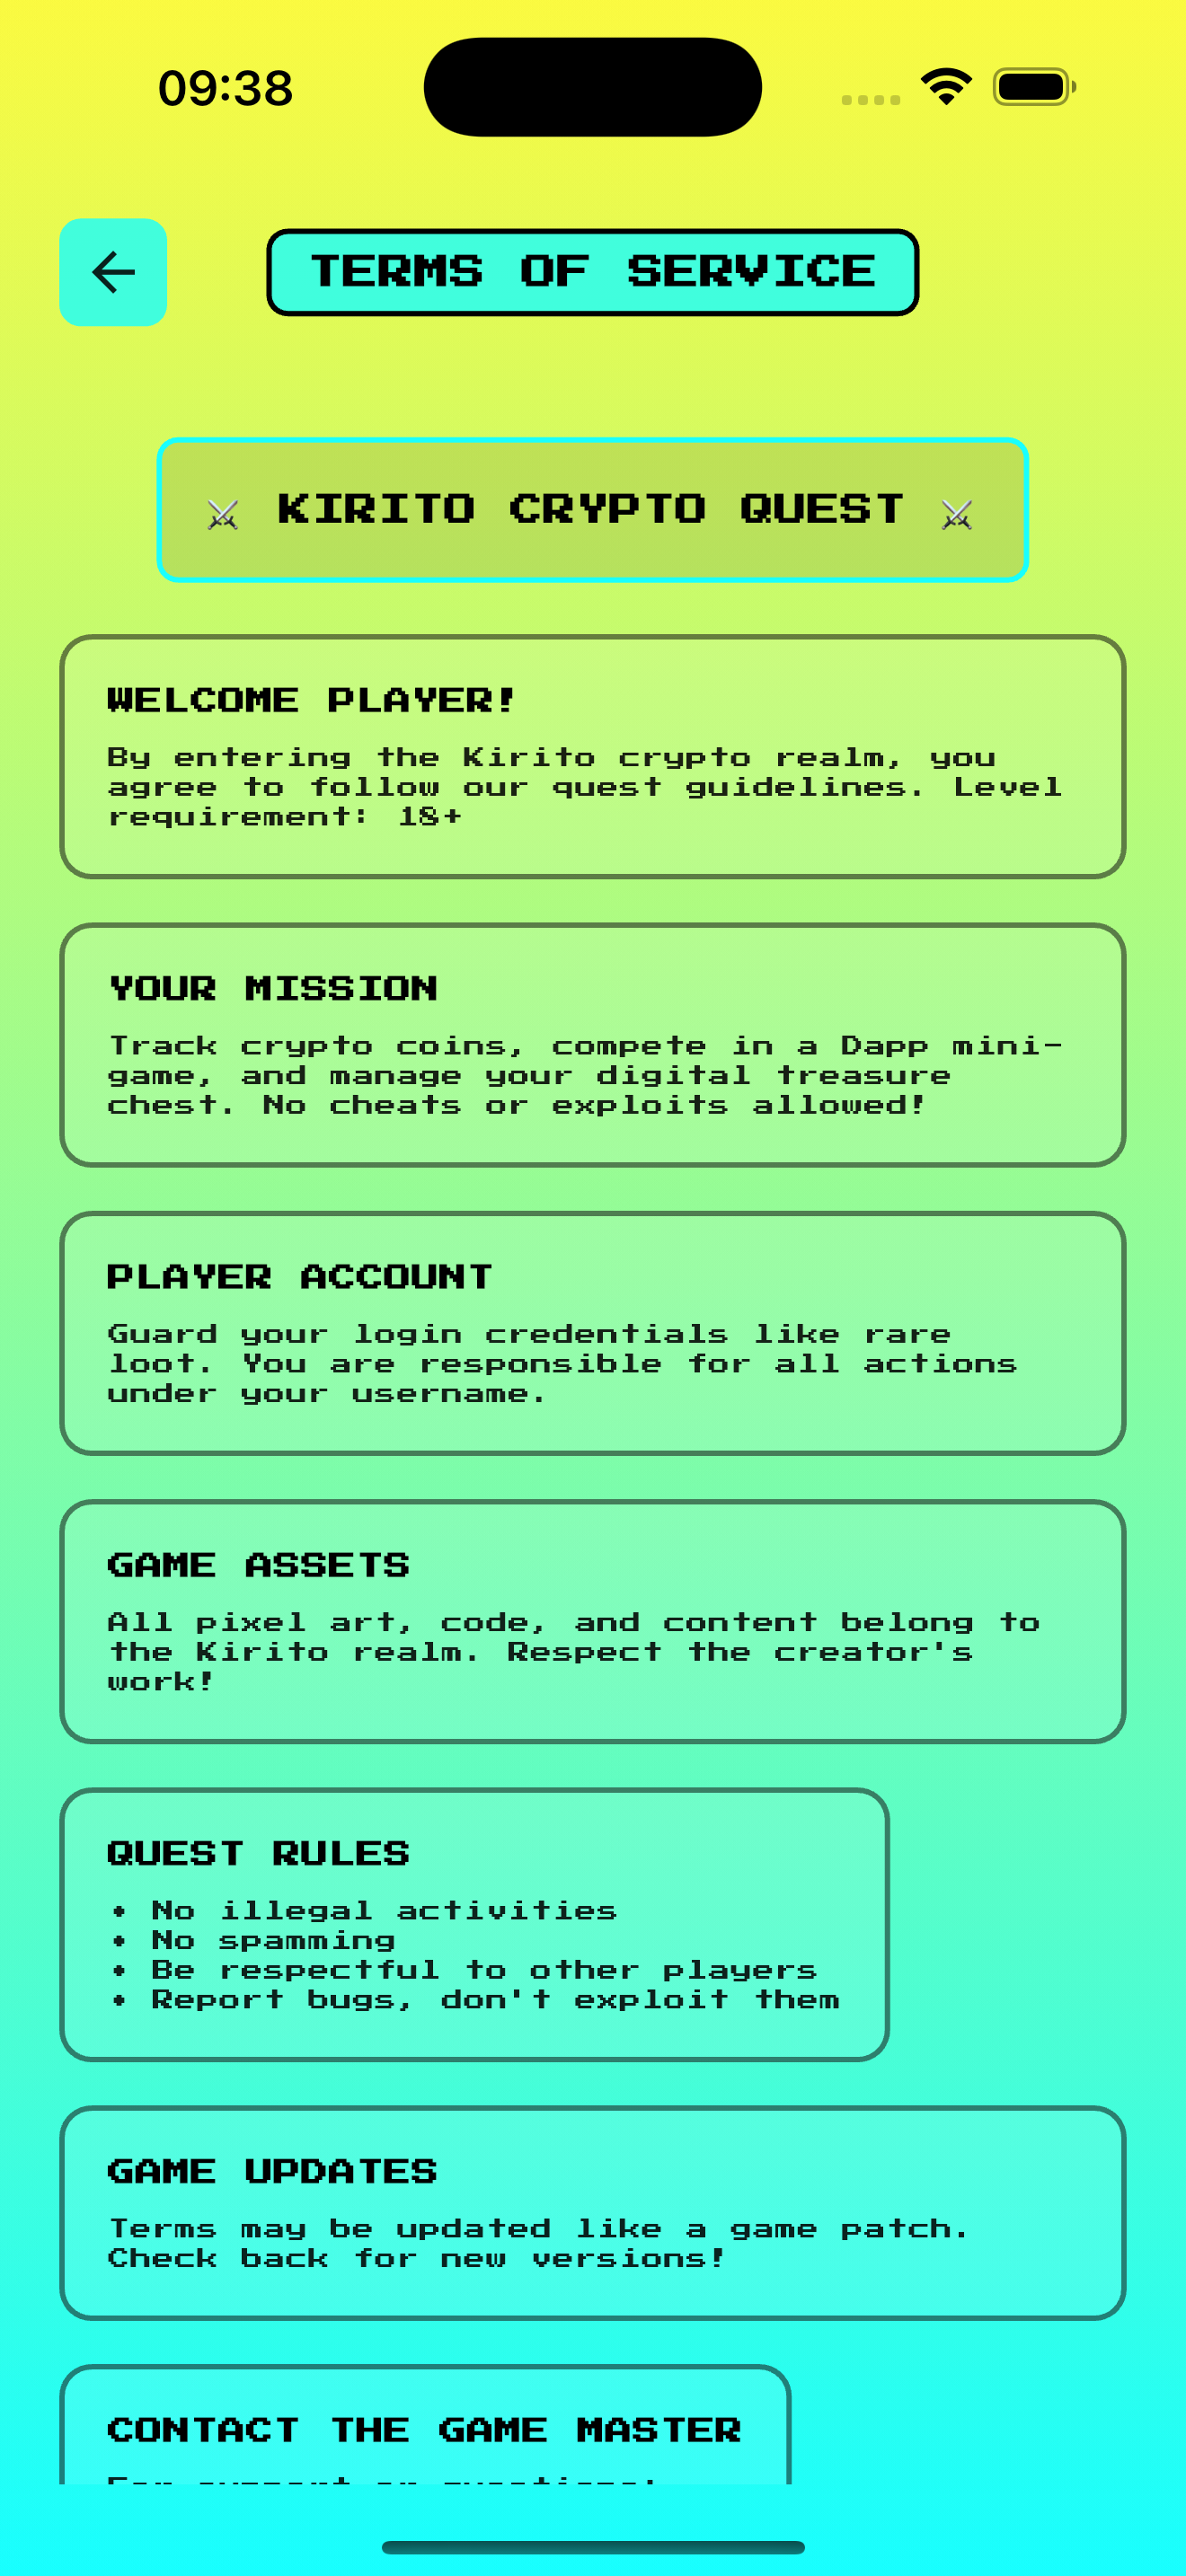 09:38
TERMS OF SERVICE
⚔ KIRITO CRYPTO QUEST ⚔
WELCOME PLAYER!
By entering the Kirito crypto realm, you
agree to follow our quest guidelines. Level
requirement: 18+
YOUR MISSION
Track crypto coins, compete in a Dapp mini-
game, and manage your digital treasure
chest. No cheats or exploits allowed!
PLAYER ACCOUNT
Guard your login credentials like rare
loot. You are responsible for all actions
under your username.
GAME ASSETS
All pixel art, code, and content belong to
the Kirito realm. Respect the creator's
work!
QUEST RULES
• No illegal activities
• No spamming
• Be respectful to other players
• Report bugs, don't exploit them
GAME UPDATES
Terms may be updated like a game patch.
Check back for new versions!
CONTACT THE GAME MASTER